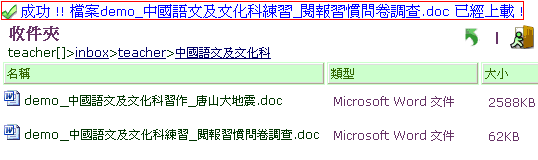 成功 !! 檔案demo_中國語文及文化科練習_閱報習慣問卷調查.doc 已經上載 !
收件夾
teacher[]>inbox>teacher>中國語文及文化科
名稱 類型 大小
demo_中國語文及文化科習作_唐山大地震.doc Microsoft Word 文件 2588KB
demo_中國語文及文化科練習_閱報習慣問卷調查.doc Microsoft Word 文件 62KB